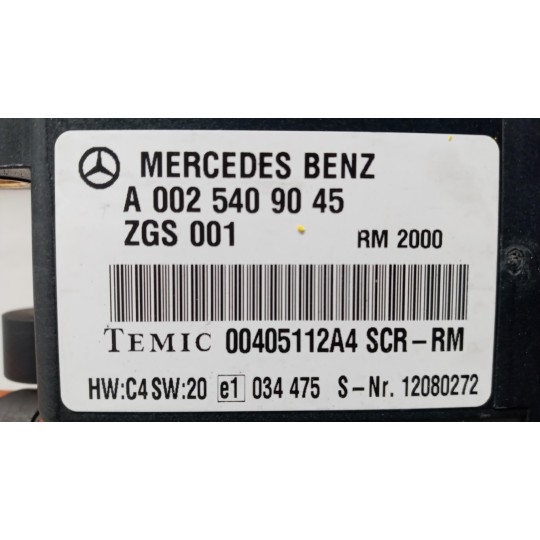 MERCEDES BENZ
A 002 540 90 45
ZGS 001 RM 2000
TEMIC 00405112A4 SCR-RM
HW:C4 SW:20 e1 034 475 S-Nr. 12080272